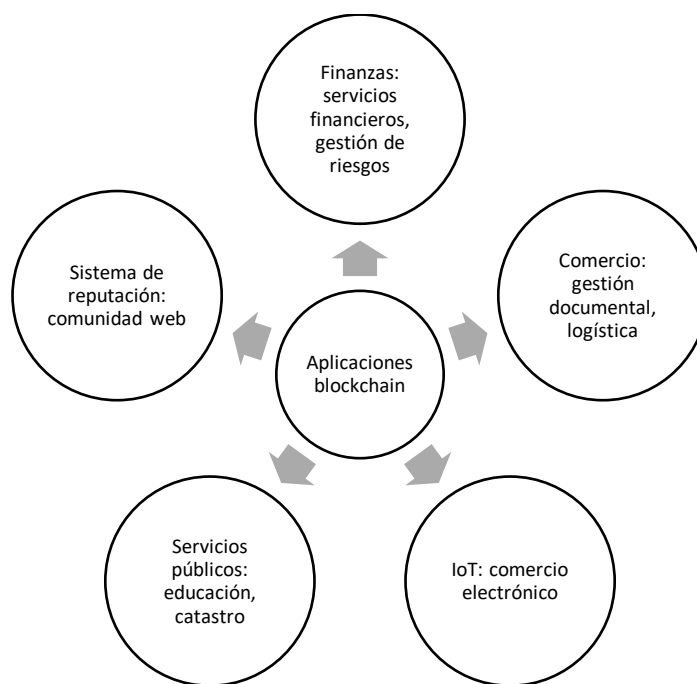 Finanzas:
servicios
financieros,
gestión de
riesgos
Sistema de
reputación:
comunidad web
Comercio:
gestión
documental,
logística
Aplicaciones
blockchain
Servicios
públicos:
educación,
catastro
IoT: comercio
electrónico